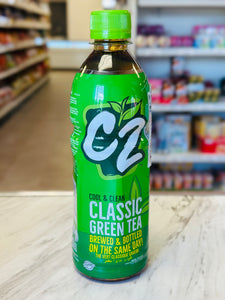 C2
COOL & CLEAN
CLASSIC
GREEN TEA
BREWED & BOTTLED
ON THE SAME DAY!